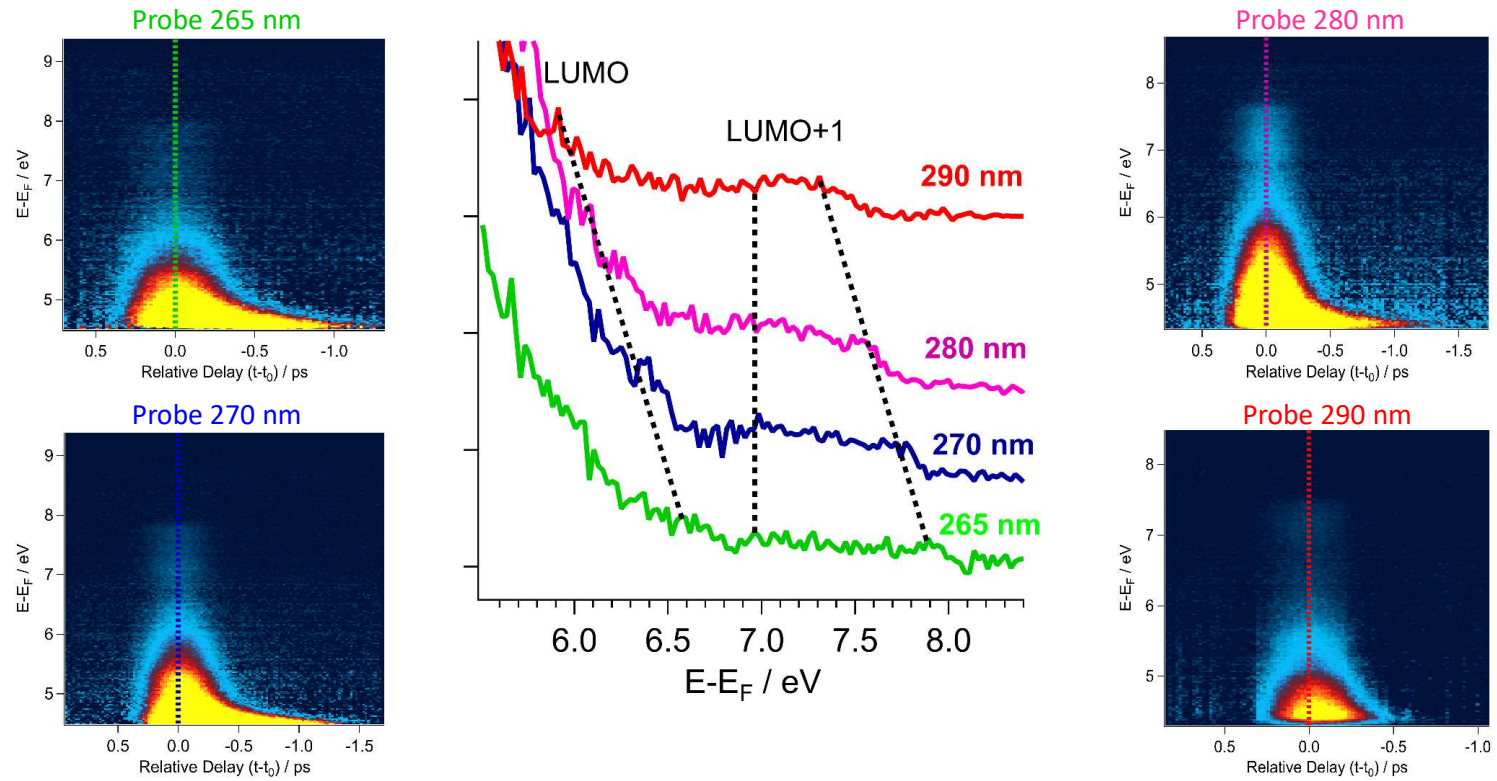 Probe 265 nm
E-E_F / eV
9
8
7
6
5
0.5 0.0 -0.5 -1.0
Relative Delay (t-t₀) / ps
Probe 270 nm
E-E_F / eV
9
8
7
6
5
0.5 0.0 -0.5 -1.0 -1.5
Relative Delay (t-t₀) / ps
LUMO
LUMO+1
290 nm
280 nm
270 nm
265 nm
6.0 6.5 7.0 7.5 8.0
E-E_F / eV
Probe 280 nm
E-E_F / eV
8
7
6
5
0.5 0.0 -0.5 -1.0 -1.5
Relative Delay (t-t₀) / ps
Probe 290 nm
E-E_F / eV
8
7
6
5
0.5 0.0 -0.5 -1.0
Relative Delay (t-t₀) / ps